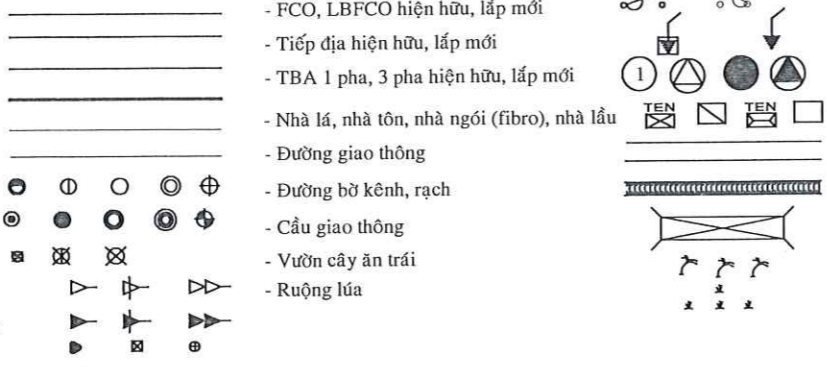 - FCO, LBFCO hiện hữu, lắp mới
- Tiếp địa hiện hữu, lắp mới
- TBA 1 pha, 3 pha hiện hữu, lắp mới
1
- Nhà lá, nhà tôn, nhà ngói (fibro), nhà lầu
TEN TEN
- Đường giao thông
- Đường bờ kênh, rạch
- Cầu giao thông
- Vườn cây ăn trái
- Ruộng lúa